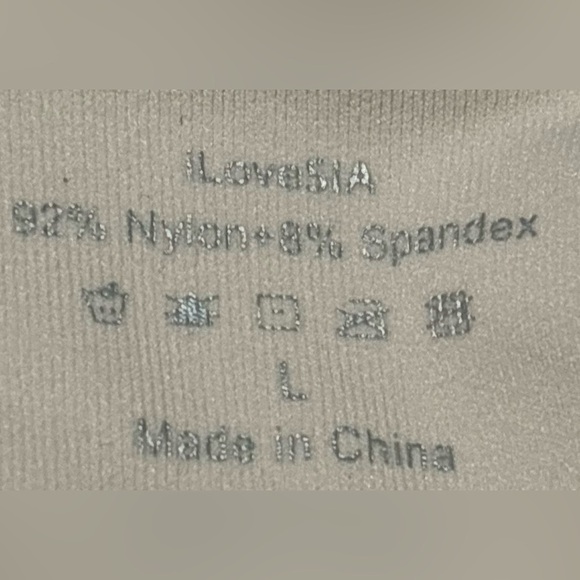 iLoveSIA
92% Nylon+8% Spandex
L
Made in China